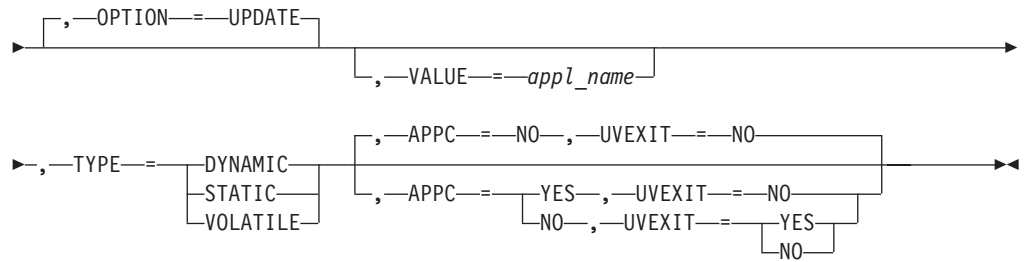 , OPTION = UPDATE
, VALUE = appl_name
, APPC = NO , UVEXIT = NO
, TYPE = DYNAMIC
STATIC
VOLATILE
, APPC = YES , UVEXIT = NO
NO , UVEXIT = YES
NO